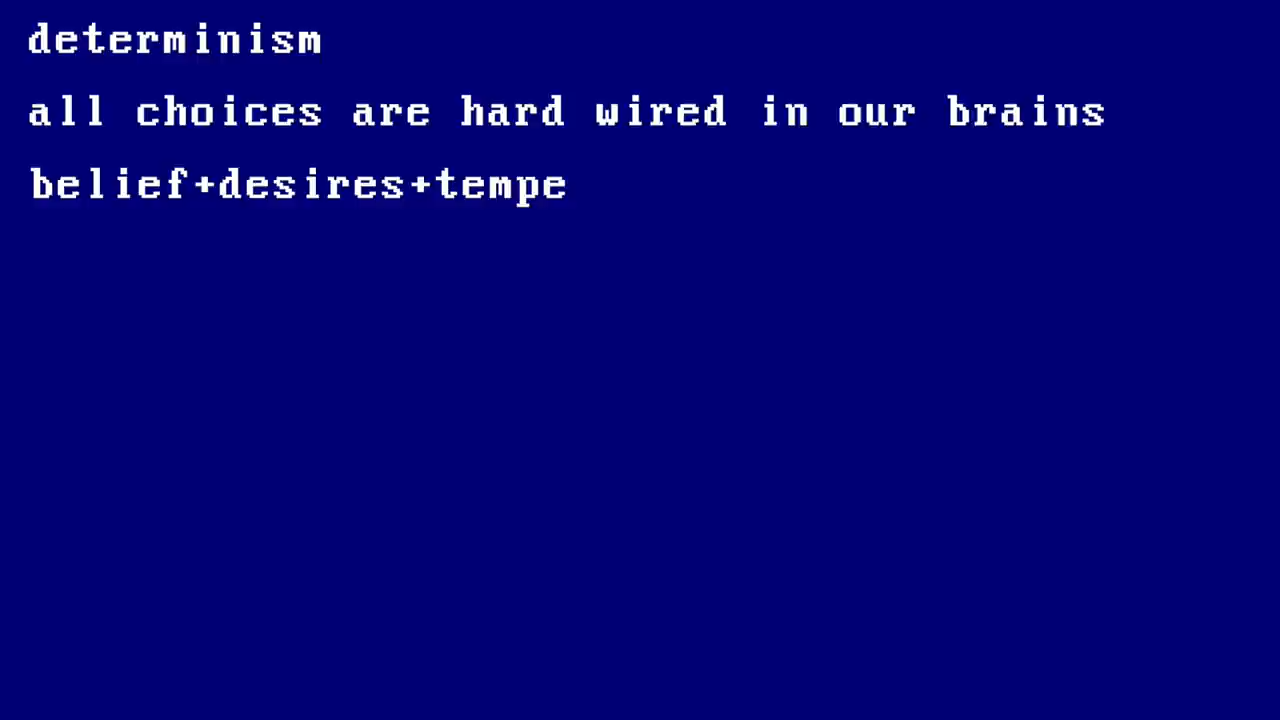 determinism
all choices are hard wired in our brains
belief+desires+tempe